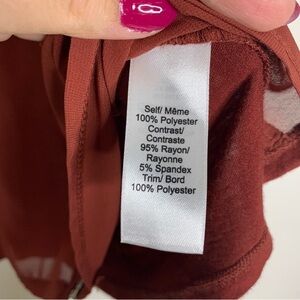 Self/ Même
100% Polyester
Contrast/
Contraste
95% Rayon/
Rayonne
5% Spandex
Trim/ Bord
100% Polyester